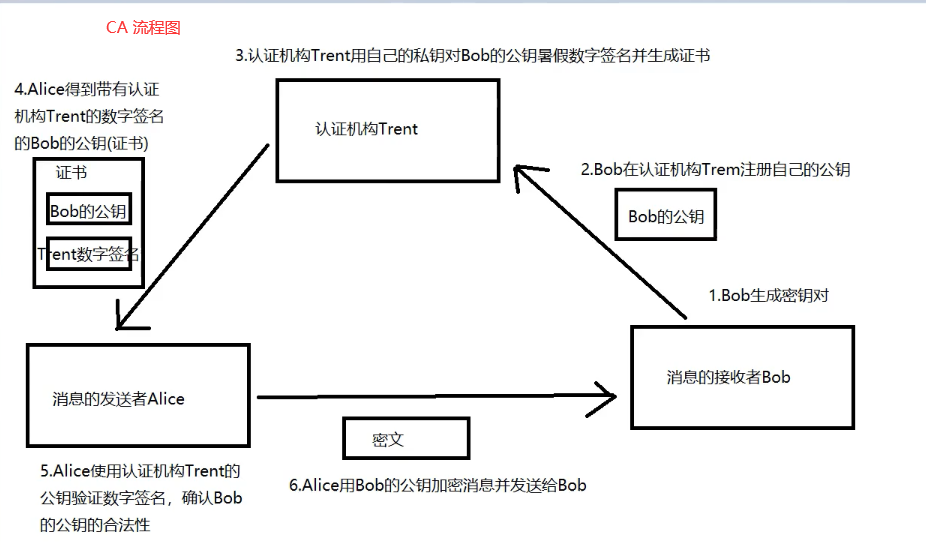 CA 流程图
3.认证机构Trent用自己的私钥对Bob的公钥暑假数字签名并生成证书
4.Alice得到带有认证
机构Trent的数字签名
的Bob的公钥(证书)
认证机构Trent
证书
Bob的公钥
Trent数字签名
2.Bob在认证机构Trem注册自己的公钥
Bob的公钥
1.Bob生成密钥对
消息的接收者Bob
消息的发送者Alice
密文
5.Alice使用认证机构Trent的
公钥验证数字签名，确认Bob
的公钥的合法性
6.Alice用Bob的公钥加密消息并发送给Bob